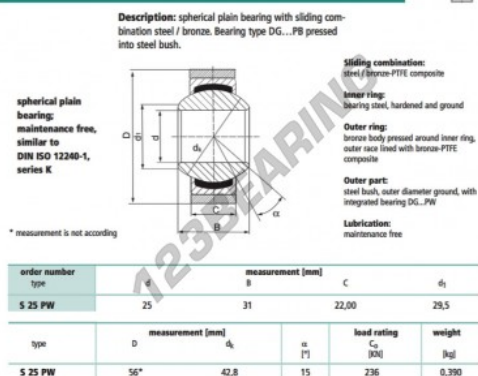 Description: spherical plain bearing with sliding com-
bination steel / bronze. Bearing type DG...PB pressed
into steel bush.
spherical plain
bearing;
maintenance free,
similar to
DIN ISO 12240-1,
series K
* measurement is not according
D
d₁
d
dₖ
C
B
α
Sliding combination:
steel / bronze-PTFE composite
Inner ring:
bearing steel, hardened and ground
Outer ring:
bronze body pressed around inner ring,
outer race lined with bronze-PTFE
composite
Outer part:
steel bush, outer diameter ground, with
integrated bearing DG...PW
Lubrication:
maintenance free
123BEARING
order number measurement [mm]
type d B C d₁
S 25 PW 25 31 22,00 29,5
measurement [mm] load rating weight
type D dₖ α C₀
[°] [KN] [kg]
S 25 PW 56* 42,8 15 236 0,390